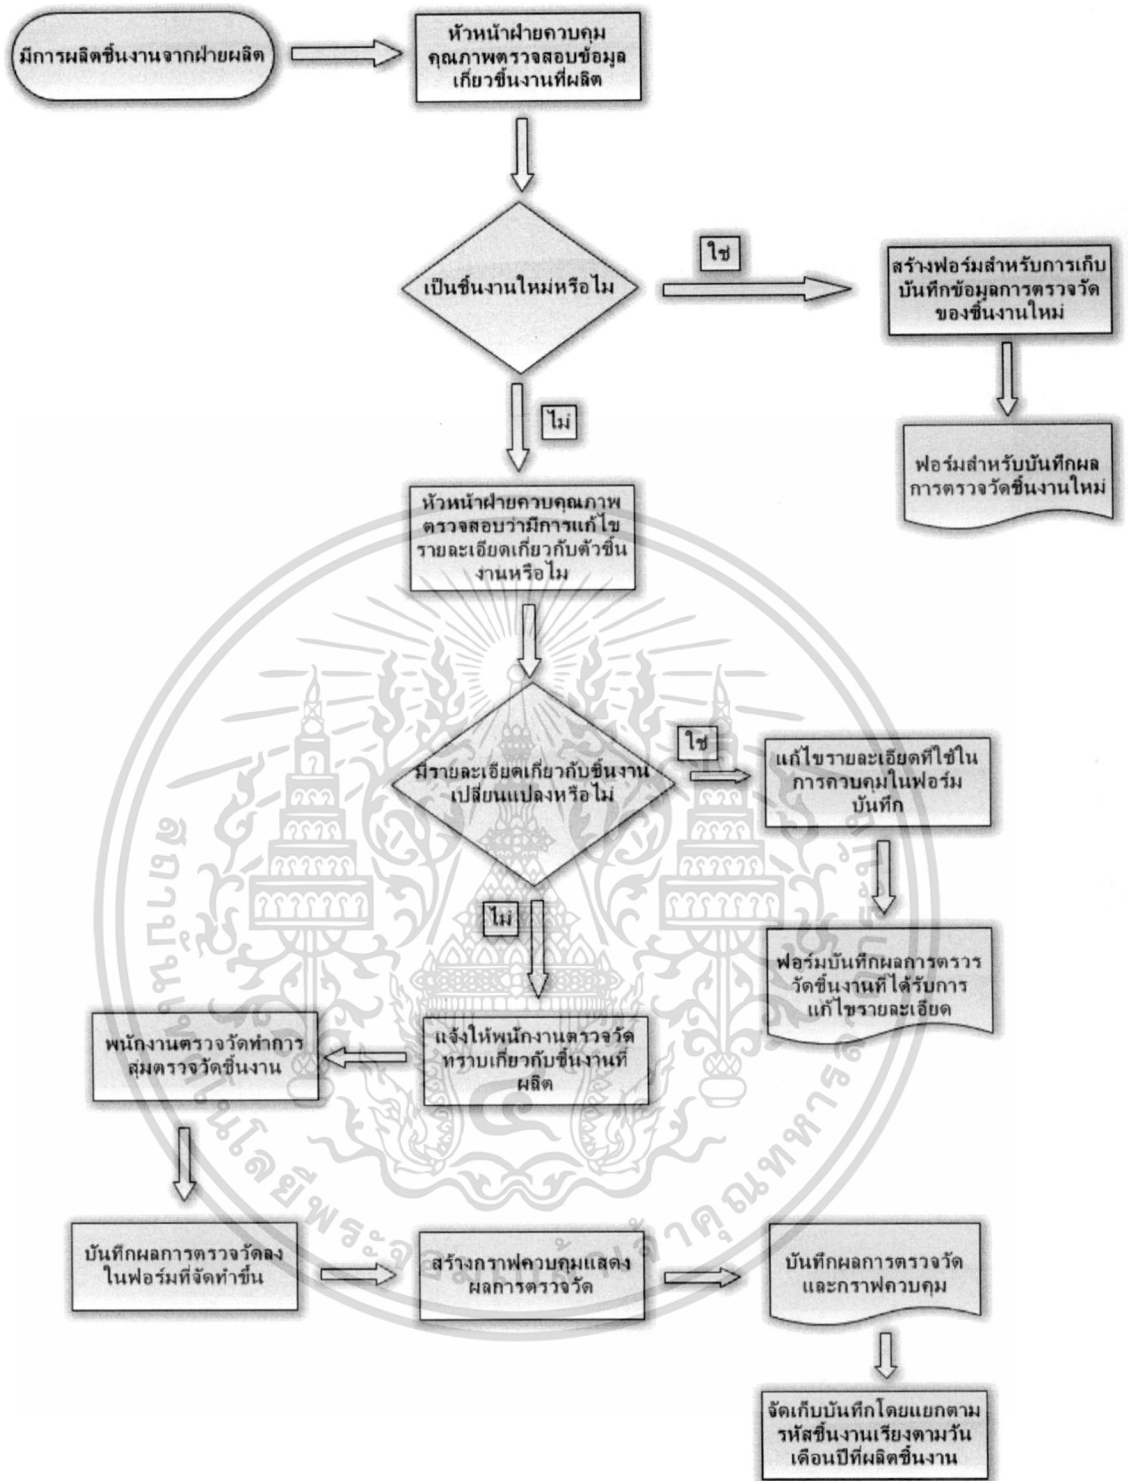 มีการผลิตชิ้นงานจากฝ่ายผลิต
หัวหน้าฝ่ายควบคุม
คุณภาพตรวจสอบข้อมูล
เกี่ยวชิ้นงานที่ผลิต
เป็นชิ้นงานใหม่หรือไม
ใช่
สร้างฟอร์มสำหรับการเก็บ
บันทึกข้อมูลการตรวจวัด
ของชิ้นงานใหม่
ฟอร์มสำหรับบันทึกผล
การตรวจวัดชิ้นงานใหม่
ไม่
หัวหน้าฝ่ายควบคุณภาพ
ตรวจสอบว่ามีการแก้ไข
รายละเอียดเกี่ยวกับตัวชิ้น
งานหรือไม
มีรายละเอียดเกี่ยวกับชิ้นงาน
เปลี่ยนแปลงหรือไม่
ใช่
แก้ไขรายละเอียดที่ใช้ใน
การควบคุมในฟอร์ม
บันทึก
ฟอร์มบันทึกผลการตรวร
วัดชิ้นงานที่ได้รับการ
แก้ไขรายละเอียด
ไม่
แจ้งให้พนักงานตรวจวัด
ทราบเกี่ยวกับชิ้นงานที่
ผลิต
พนักงานตรวจวัดทำการ
สุ่มตรวจวัดชิ้นงาน
บันทึกผลการตรวจวัดลง
ในฟอร์มที่จัดทำขึ้น
สร้างกราฟควบคุมแสดง
ผลการตรวจวัด
บันทึกผลการตรวจวัด
และกราฟควบคุม
จัดเก็บบันทึกโดยแยกตาม
รหัสชิ้นงานเรียงตามวัน
เดือนปีที่ผลิตชิ้นงาน